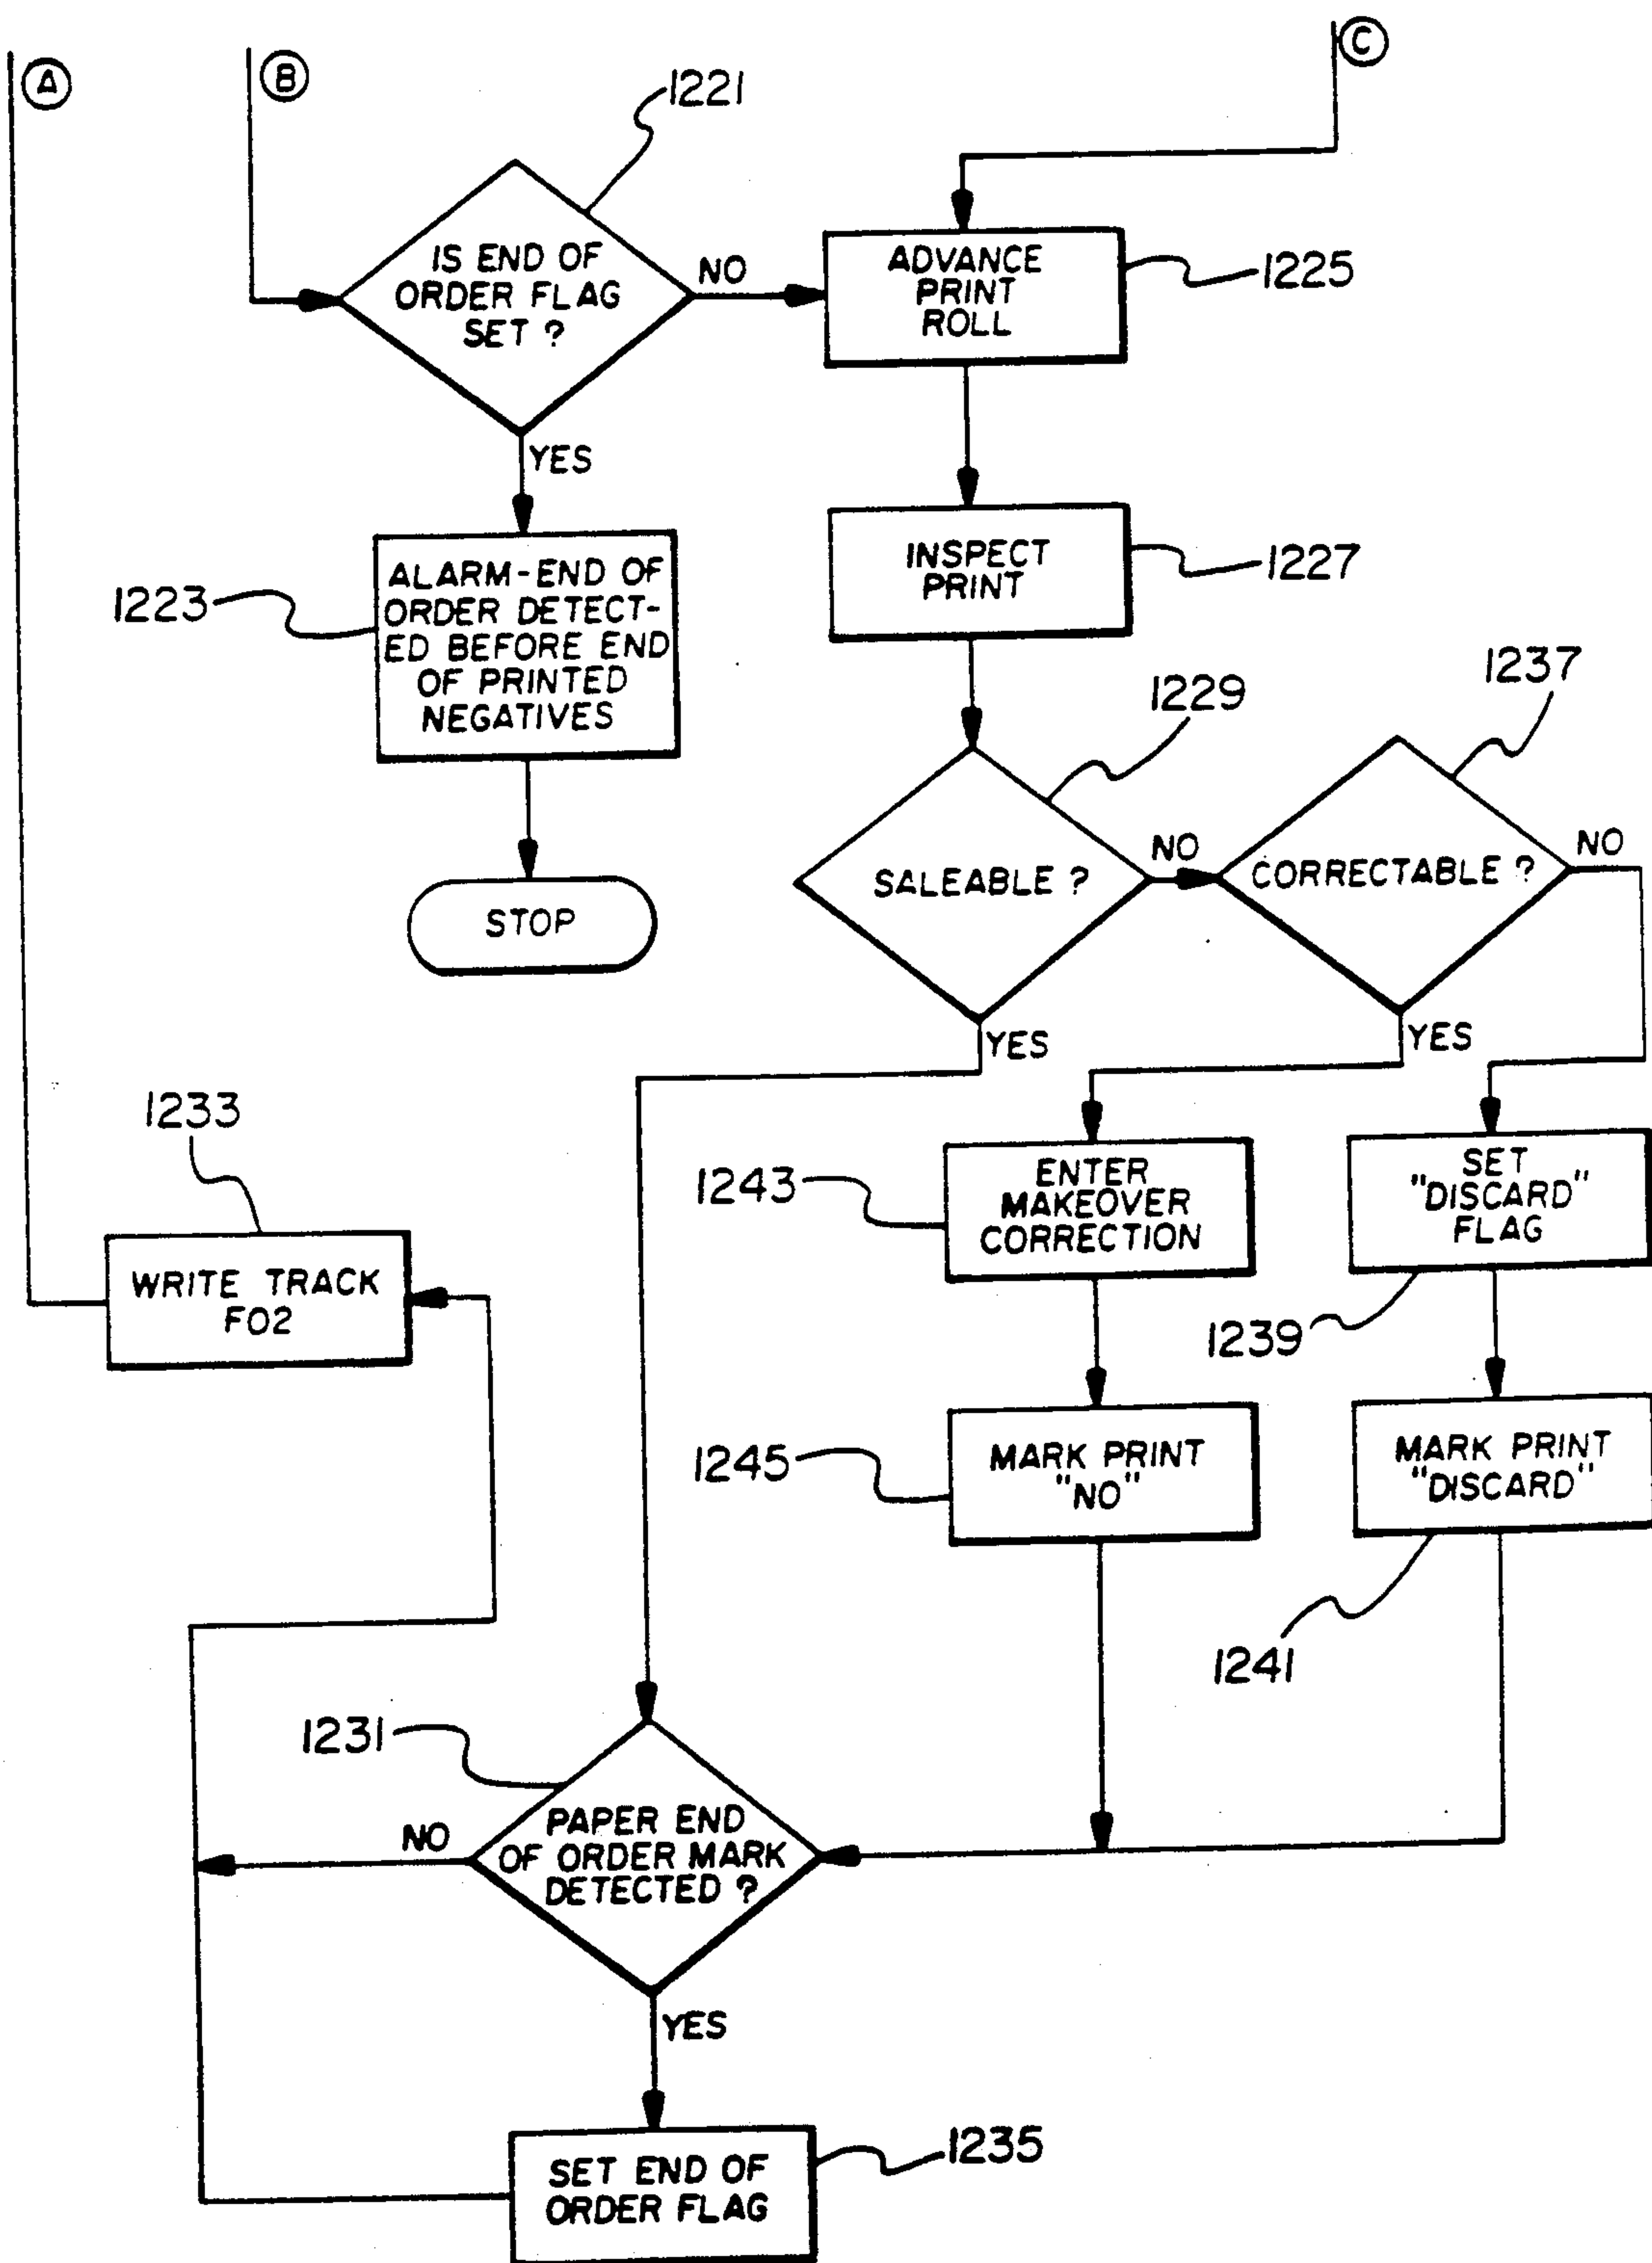 A
B
C
1221
IS END OF
ORDER FLAG
SET ?
NO
YES
ADVANCE
PRINT
ROLL
1225
1223
ALARM-END OF
ORDER DETECT-
ED BEFORE END
OF PRINTED
NEGATIVES
STOP
INSPECT
PRINT
1227
1229
SALEABLE ?
NO
YES
1237
CORRECTABLE ?
NO
YES
1233
WRITE TRACK
F02
1243
ENTER
MAKEOVER
CORRECTION
SET
"DISCARD"
FLAG
1239
1245
MARK PRINT
"NO"
MARK PRINT
"DISCARD"
1241
1231
PAPER END
OF ORDER MARK
DETECTED ?
NO
YES
SET END OF
ORDER FLAG
1235